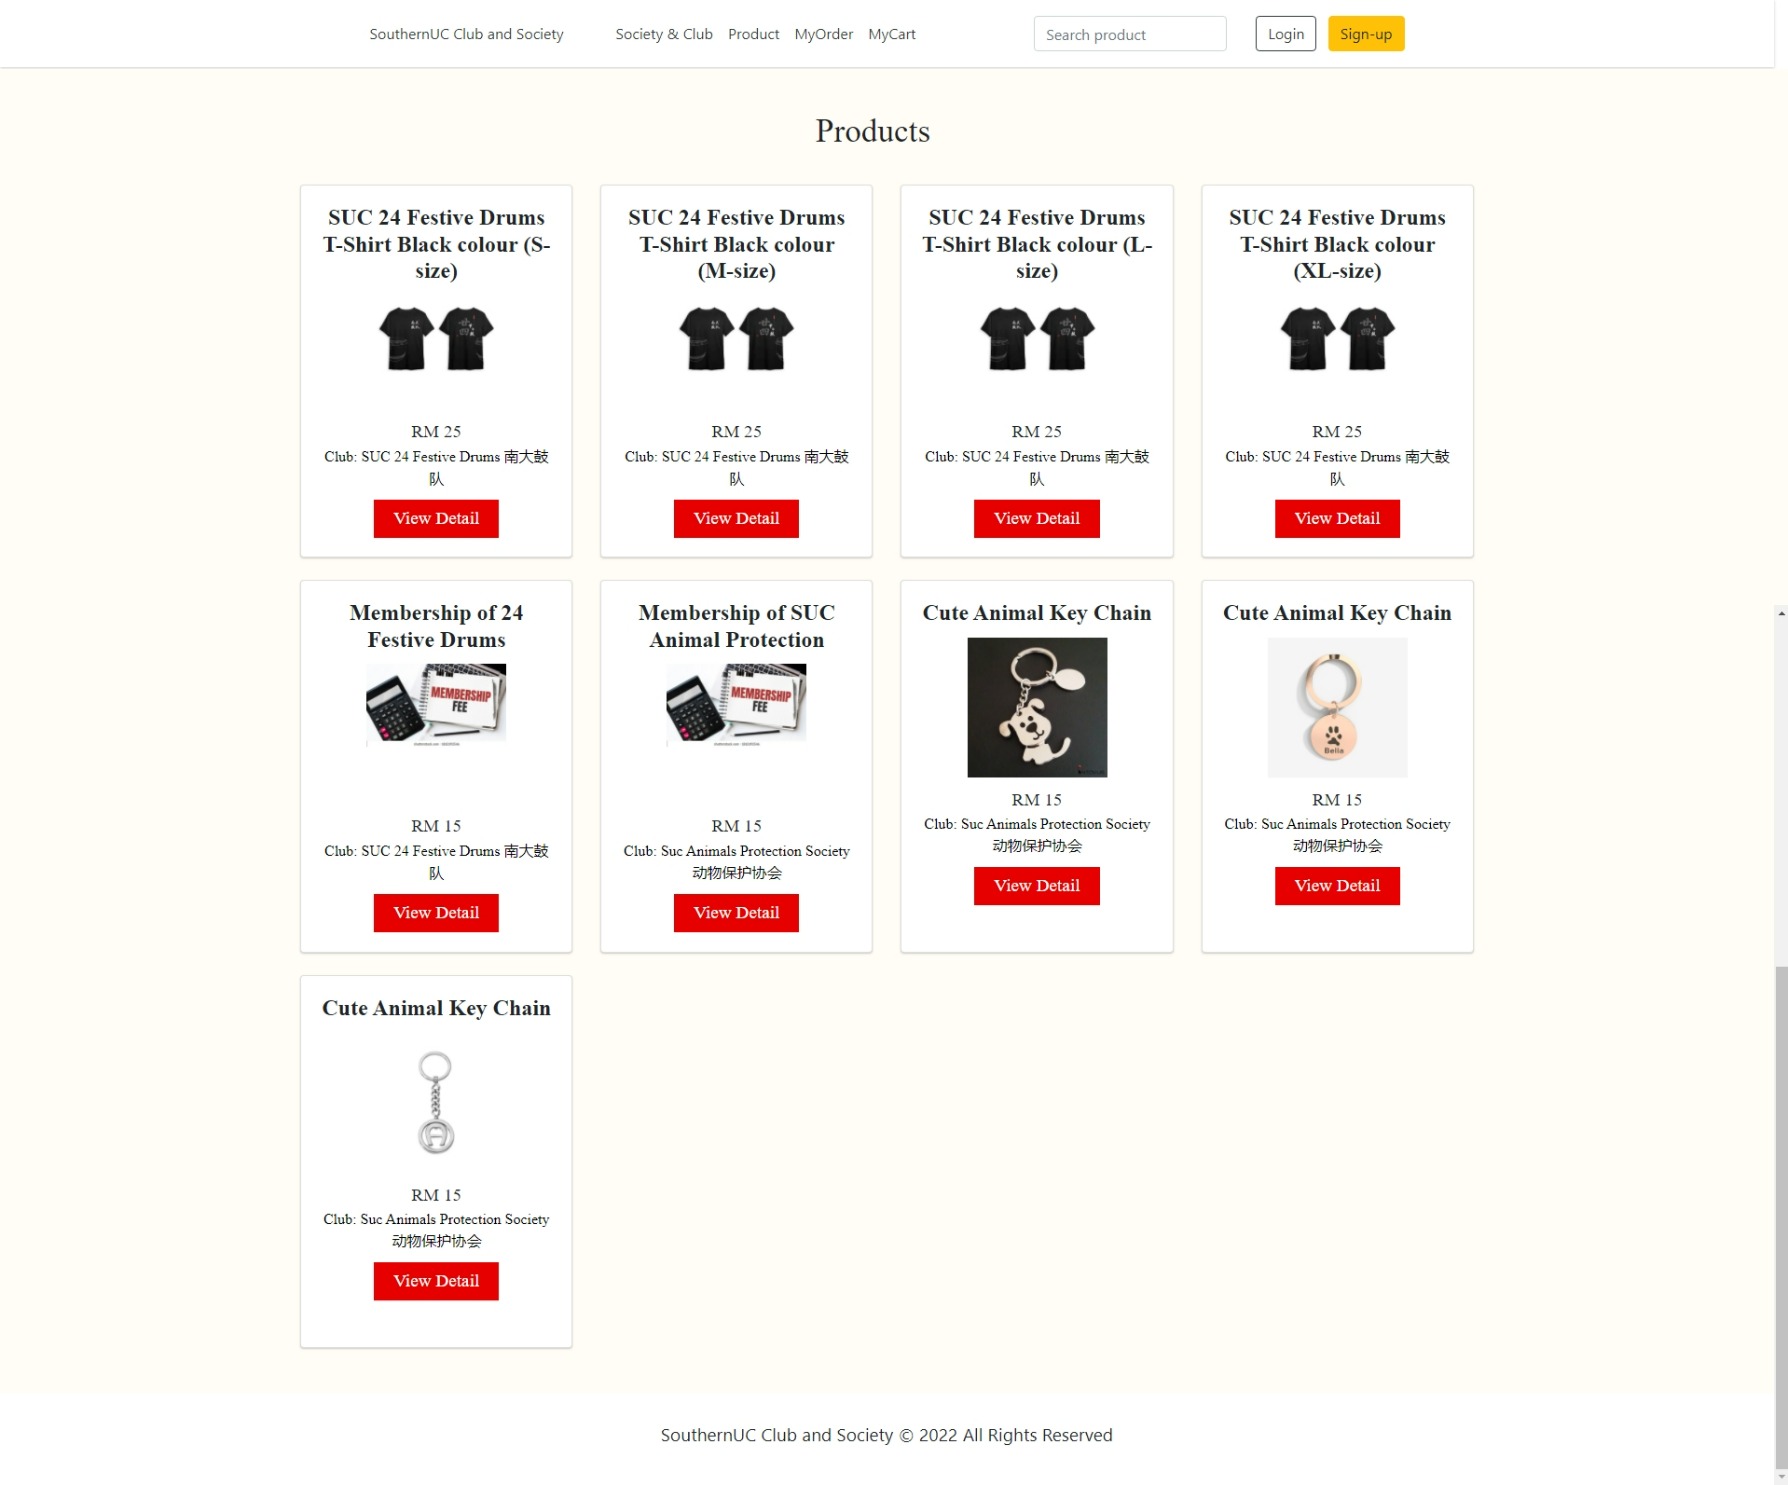 SouthernUC Club and Society
Society & Club
Product
MyOrder
MyCart
Search product
Login
Sign-up
Products
SUC 24 Festive Drums
T-Shirt Black colour (S-
size)
RM 25
Club: SUC 24 Festive Drums 南大鼓
队
View Detail
SUC 24 Festive Drums
T-Shirt Black colour
(M-size)
RM 25
Club: SUC 24 Festive Drums 南大鼓
队
View Detail
SUC 24 Festive Drums
T-Shirt Black colour (L-
size)
RM 25
Club: SUC 24 Festive Drums 南大鼓
队
View Detail
SUC 24 Festive Drums
T-Shirt Black colour
(XL-size)
RM 25
Club: SUC 24 Festive Drums 南大鼓
队
View Detail
Membership of 24
Festive Drums
MEMBERSHIP
FEE
RM 15
Club: SUC 24 Festive Drums 南大鼓
队
View Detail
Membership of SUC
Animal Protection
MEMBERSHIP
FEE
RM 15
Club: Suc Animals Protection Society
动物保护协会
View Detail
Cute Animal Key Chain
RM 15
Club: Suc Animals Protection Society
动物保护协会
View Detail
Cute Animal Key Chain
Bella
RM 15
Club: Suc Animals Protection Society
动物保护协会
View Detail
Cute Animal Key Chain
RM 15
Club: Suc Animals Protection Society
动物保护协会
View Detail
SouthernUC Club and Society © 2022 All Rights Reserved